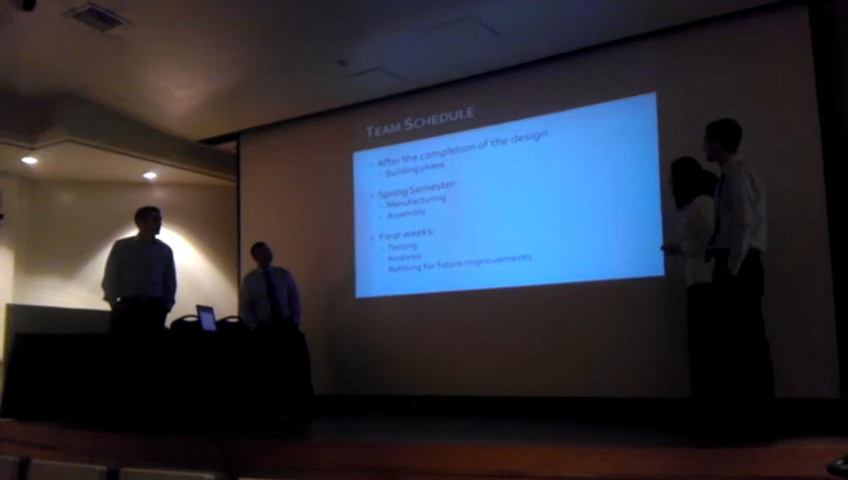 TEAM SCHEDULE
After the completion of the design:
Building phase
Spring Semester:
Manufacturing
Assembly
Final weeks:
Testing
Analysis
Refining for future improvements